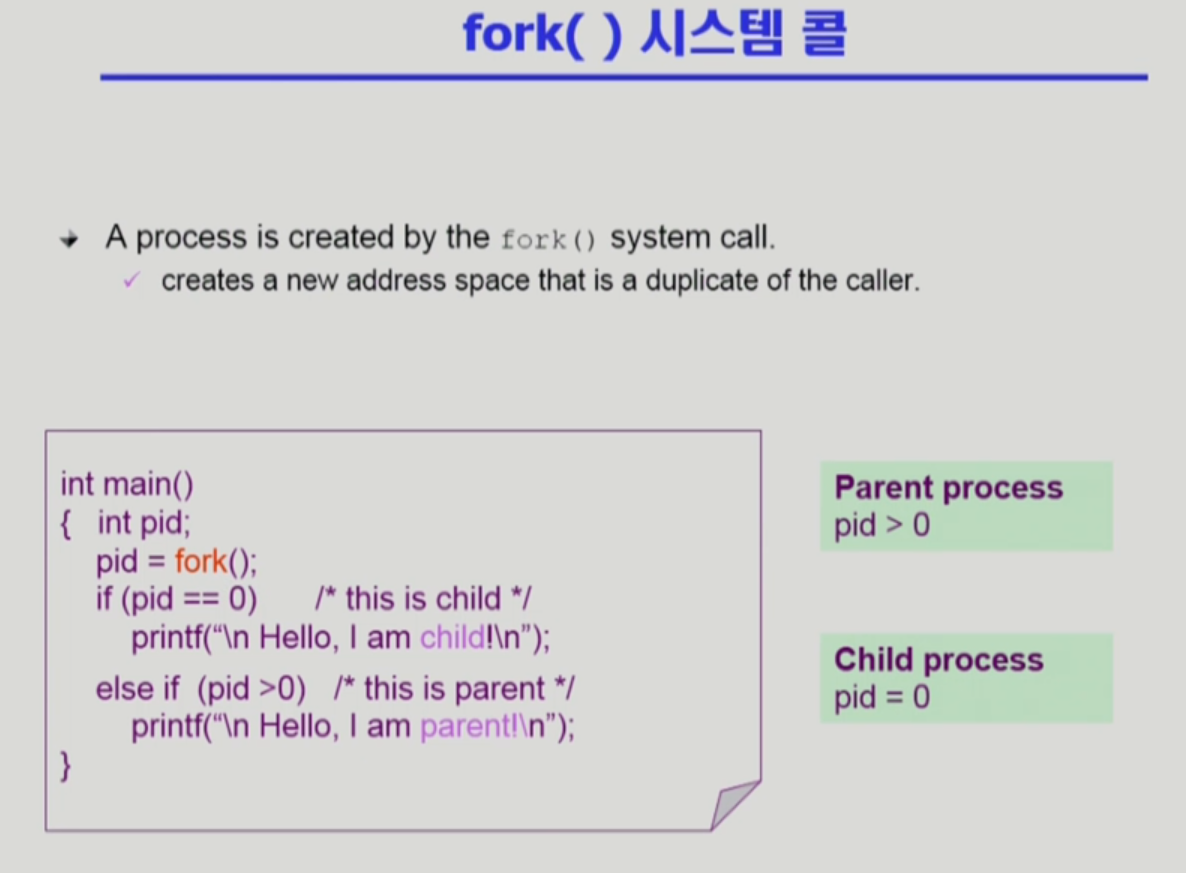 fork( ) 시스템 콜
A process is created by the fork() system call.
✓ creates a new address space that is a duplicate of the caller.
int main()
{ int pid;
pid = fork();
if (pid == 0) /* this is child */
printf(“\n Hello, I am child!\n”);
else if (pid >0) /* this is parent */
printf(“\n Hello, I am parent!\n”);
}
Parent process
pid > 0
Child process
pid = 0